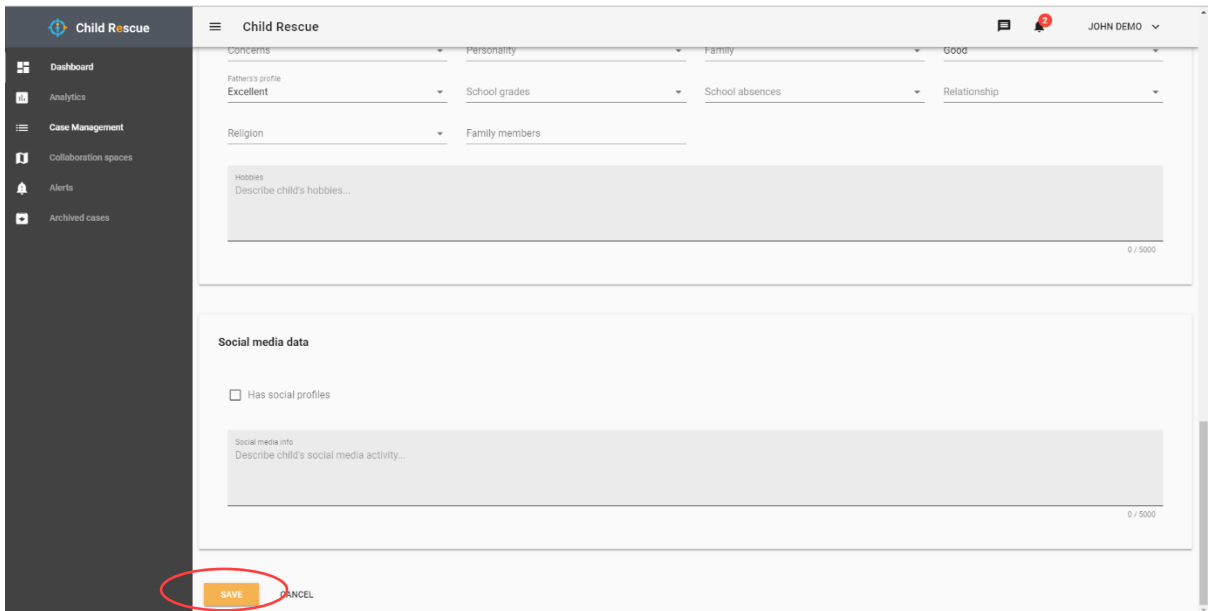 Child Rescue
Child Rescue
2
JOHN DEMO
Dashboard
Analytics
Case Management
Collaboration spaces
Alerts
Archived cases
Concerns Personality Family Good
Fathers's profile
Excellent School grades School absences Relationship
Religion Family members
Hobbies
Describe child's hobbies...
0 / 5000
Social media data
Has social profiles
Social media info
Describe child's social media activity...
0 / 5000
SAVE CANCEL